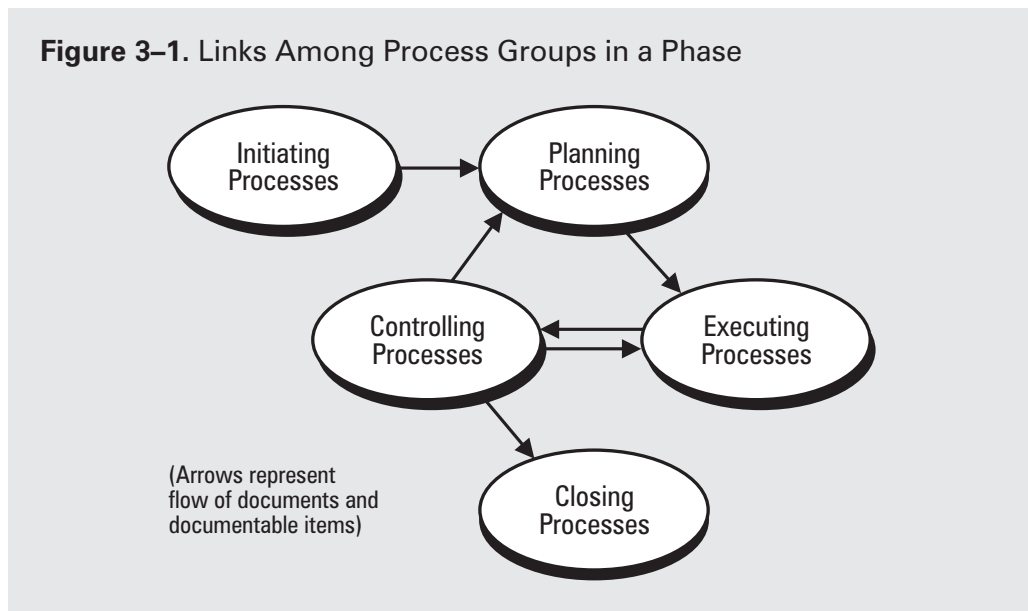 Figure 3–1. Links Among Process Groups in a Phase
Initiating
Processes
Planning
Processes
Controlling
Processes
Executing
Processes
(Arrows represent
flow of documents and
documentable items)
Closing
Processes